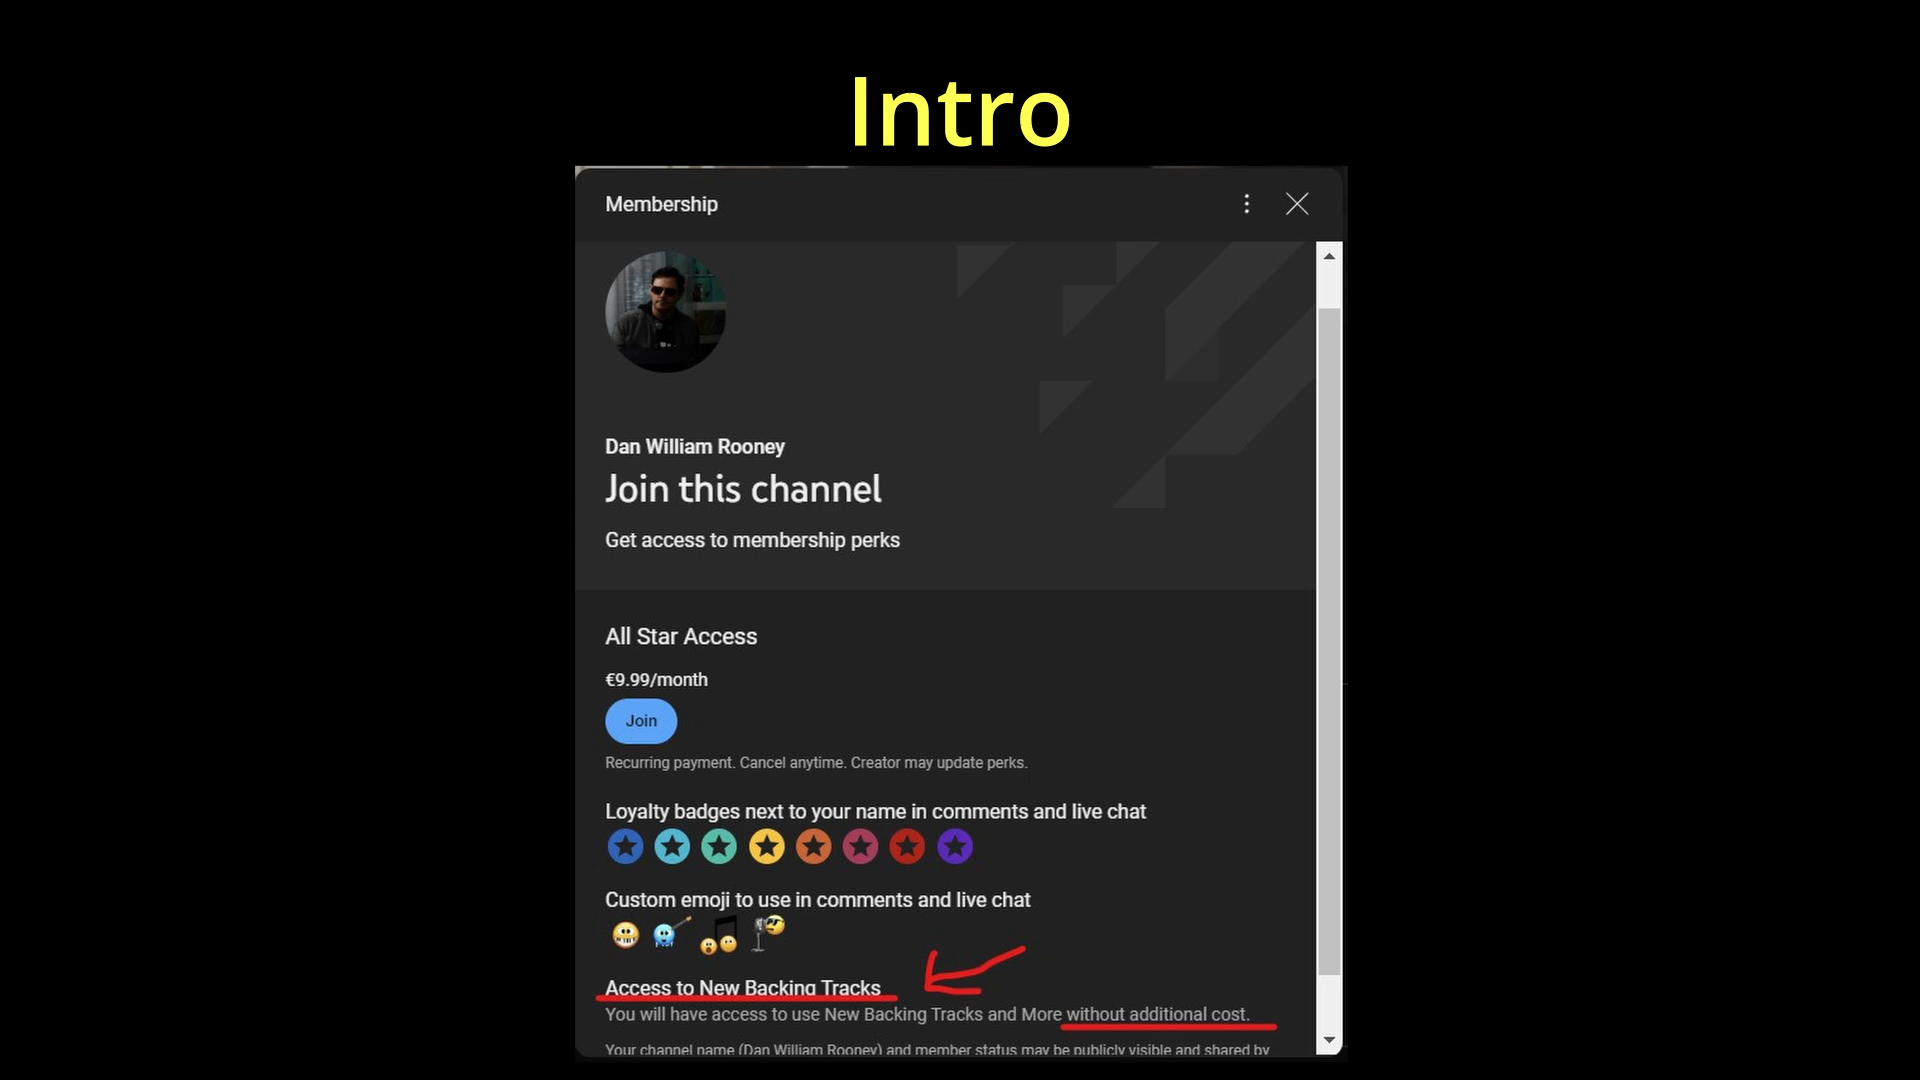 Intro
Membership
Dan William Rooney
Join this channel
Get access to membership perks
All Star Access
€9.99/month
Join
Recurring payment. Cancel anytime. Creator may update perks.
Loyalty badges next to your name in comments and live chat
Custom emoji to use in comments and live chat
Access to New Backing Tracks
You will have access to use New Backing Tracks and More without additional cost.
Your channel name (Dan William Rooney) and member status may be publicly visible and shared by